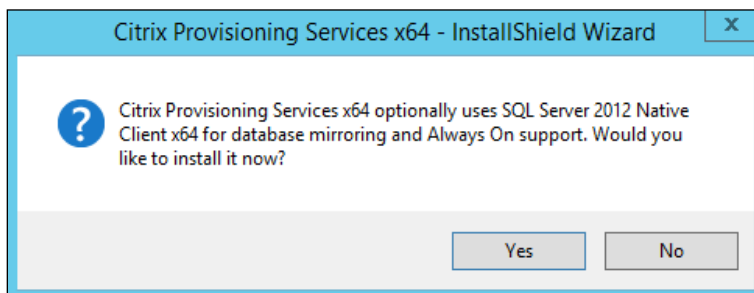 Citrix Provisioning Services x64 - InstallShield Wizard
x
?
Citrix Provisioning Services x64 optionally uses SQL Server 2012 Native
Client x64 for database mirroring and Always On support. Would you
like to install it now?
Yes No